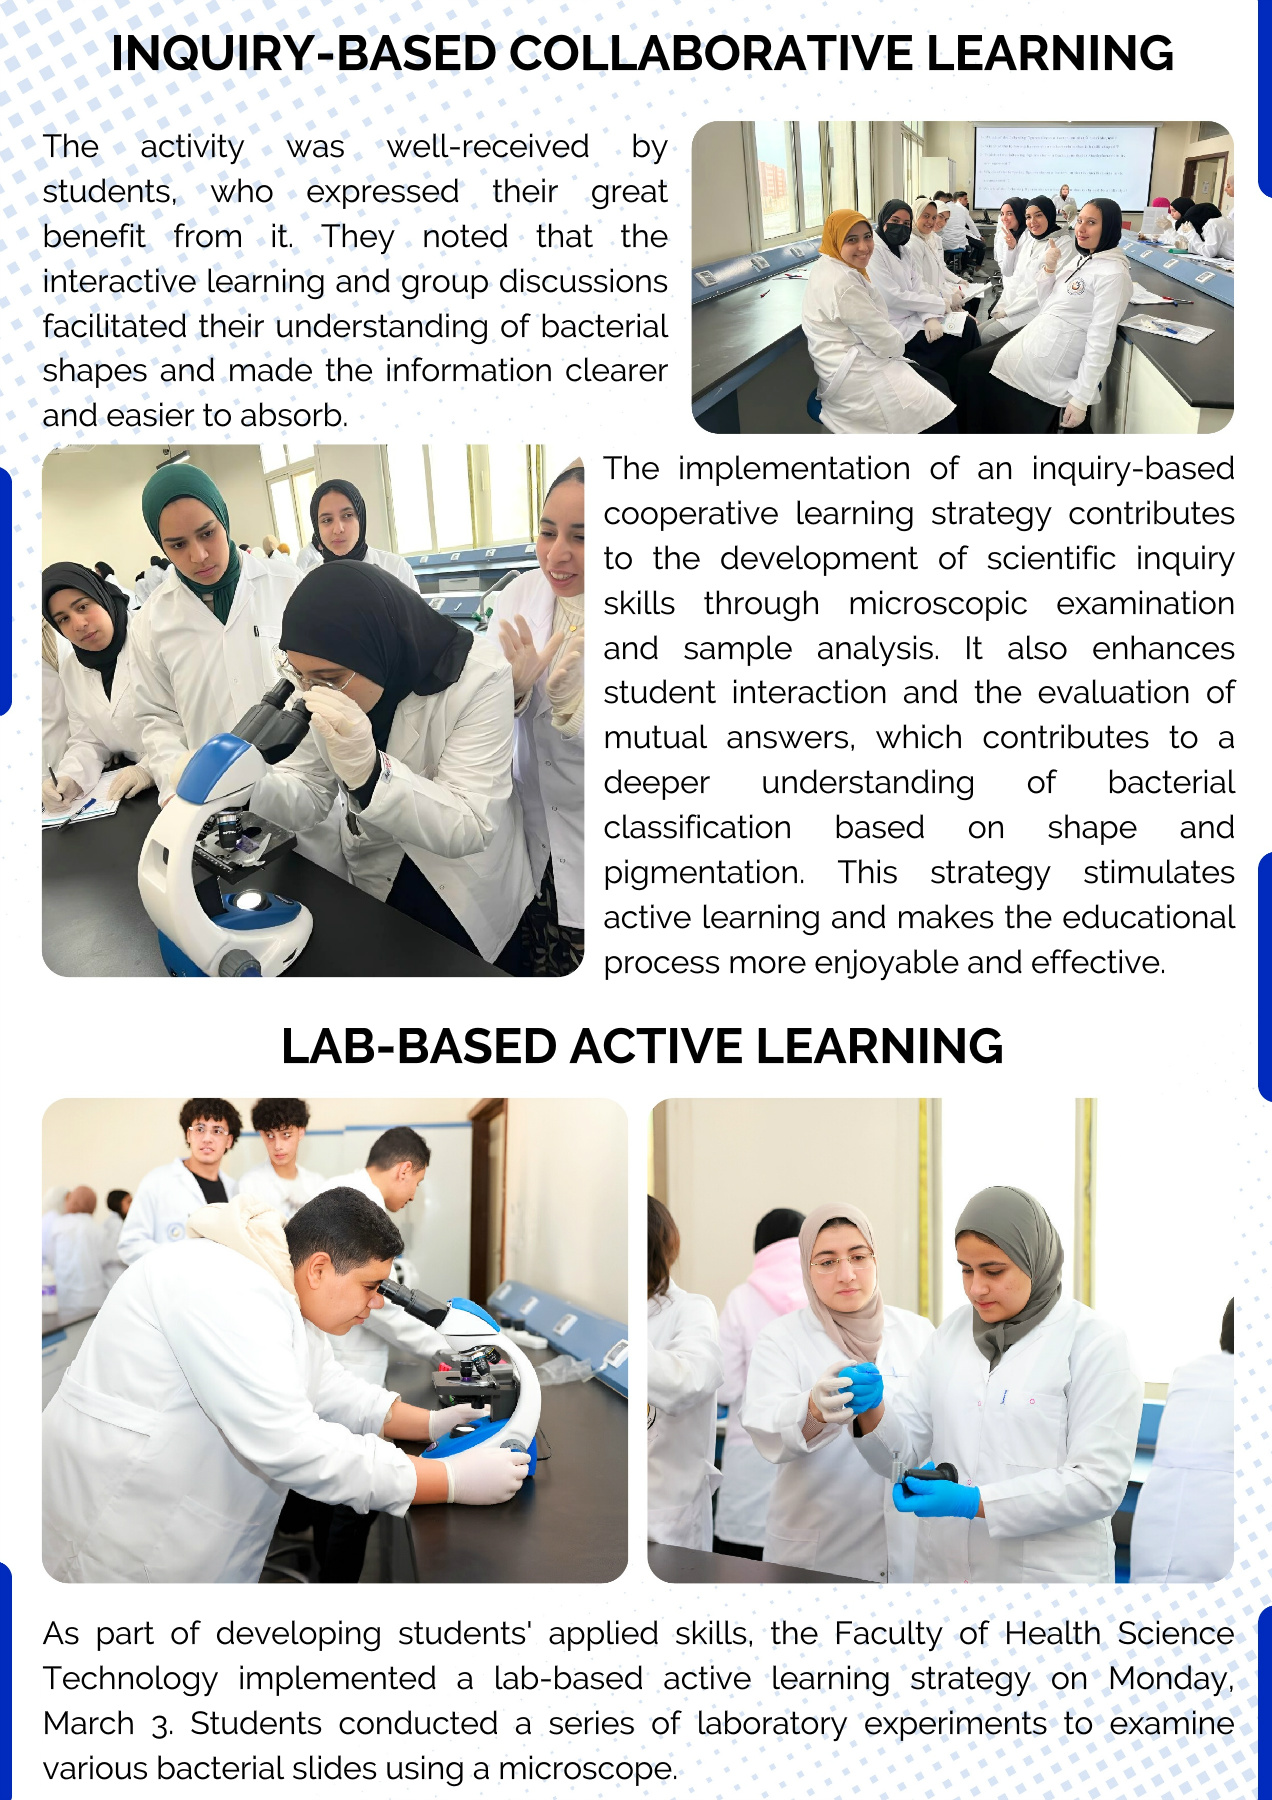 INQUIRY-BASED COLLABORATIVE LEARNING
The activity was well-received by
students, who expressed their great
benefit from it. They noted that the
interactive learning and group discussions
facilitated their understanding of bacterial
shapes and made the information clearer
and easier to absorb.
The implementation of an inquiry-based
cooperative learning strategy contributes
to the development of scientific inquiry
skills through microscopic examination
and sample analysis. It also enhances
student interaction and the evaluation of
mutual answers, which contributes to a
deeper understanding of bacterial
classification based on shape and
pigmentation. This strategy stimulates
active learning and makes the educational
process more enjoyable and effective.
LAB-BASED ACTIVE LEARNING
As part of developing students' applied skills, the Faculty of Health Science
Technology implemented a lab-based active learning strategy on Monday,
March 3. Students conducted a series of laboratory experiments to examine
various bacterial slides using a microscope.